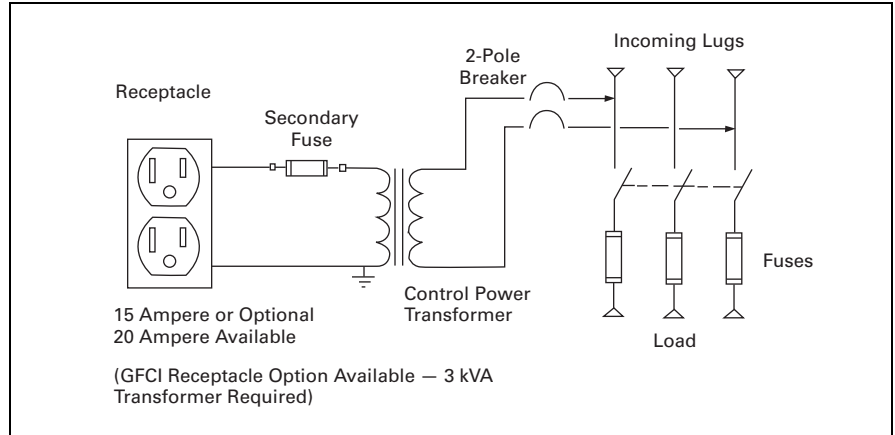 Incoming Lugs
2-Pole
Breaker
Receptacle
Secondary
Fuse
Fuses
Control Power
Transformer
15 Ampere or Optional
20 Ampere Available
Load
(GFCI Receptacle Option Available — 3 kVA
Transformer Required)